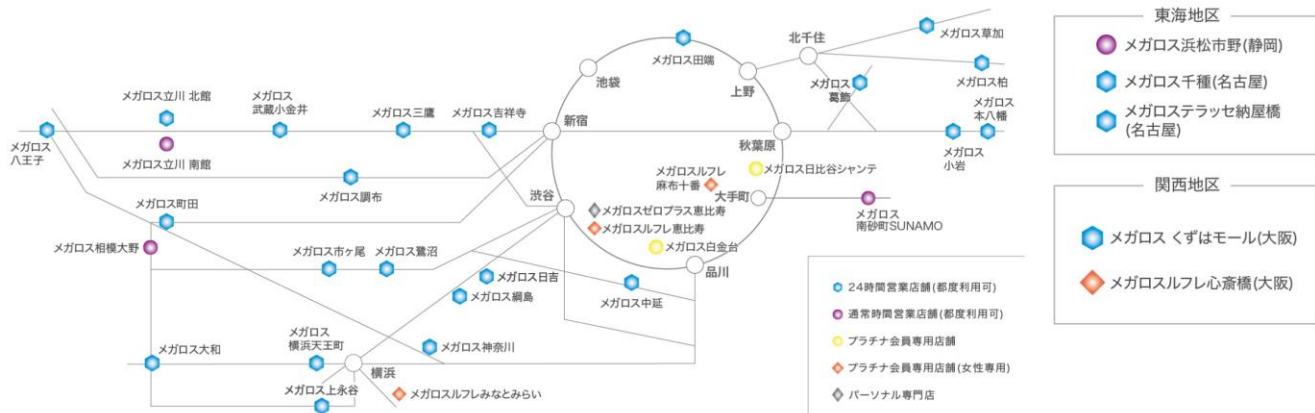 メガロス草加
北千住
メガロス田端
池袋
上野
メガロス
葛飾
メガロス柏
メガロス立川 北館
メガロス
武蔵小金井
メガロス三鷹
メガロス吉祥寺
新宿
秋葉原
メガロス
本八幡
メガロス
小岩
メガロス
八王子
メガロス立川 南館
メガロス調布
渋谷
メガロスルフレ
麻布十番
メガロス日比谷シャンテ
大手町
メガロス
南砂町SUNAMO
メガロス町田
メガロスゼロプラス恵比寿
メガロスルフレ恵比寿
メガロス白金台
品川
メガロス相模大野
メガロス市ヶ尾
メガロス鷺沼
メガロス日吉
メガロス綱島
メガロス中延
メガロス大和
メガロス
横浜天王町
メガロス神奈川
横浜
メガロス上永谷
メガロスルフレみなとみらい
24時間営業店舗(都度利用可)
通常時間営業店舗(都度利用可)
プラチナ会員専用店舗
プラチナ会員専用店舗(女性専用)
パーソナル専門店
東海地区
メガロス浜松市野(静岡)
メガロス千種(名古屋)
メガロステラッセ納屋橋
(名古屋)
関西地区
メガロス くずはモール(大阪)
メガロスルフレ心斎橋(大阪)